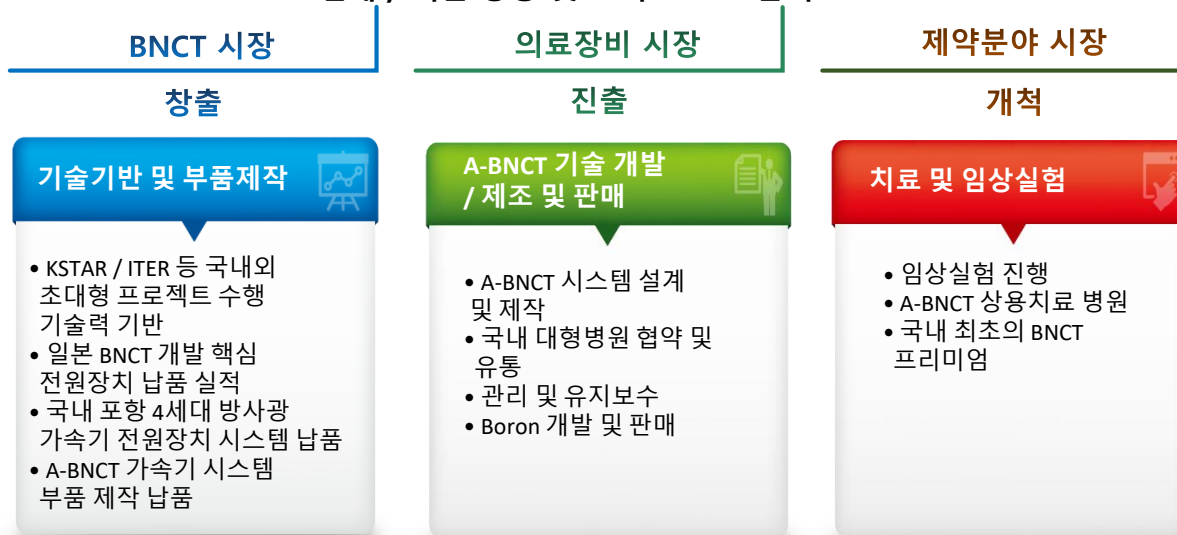 BNCT 시장
창출
기술기반 및 부품제작
• KSTAR / ITER 등 국내외
초대형 프로젝트 수행
기술력 기반
• 일본 BNCT 개발 핵심
전원장치 납품 실적
• 국내 포항 4세대 방사광
가속기 전원장치 시스템 납품
• A-BNCT 가속기 시스템
부품 제작 납품
의료장비 시장
진출
A-BNCT 기술 개발
/ 제조 및 판매
• A-BNCT 시스템 설계
및 제작
• 국내 대형병원 협약 및
유통
• 관리 및 유지보수
• Boron 개발 및 판매
제약분야 시장
개척
치료 및 임상실험
• 임상실험 진행
• A-BNCT 상용치료 병원
• 국내 최초의 BNCT
프리미엄